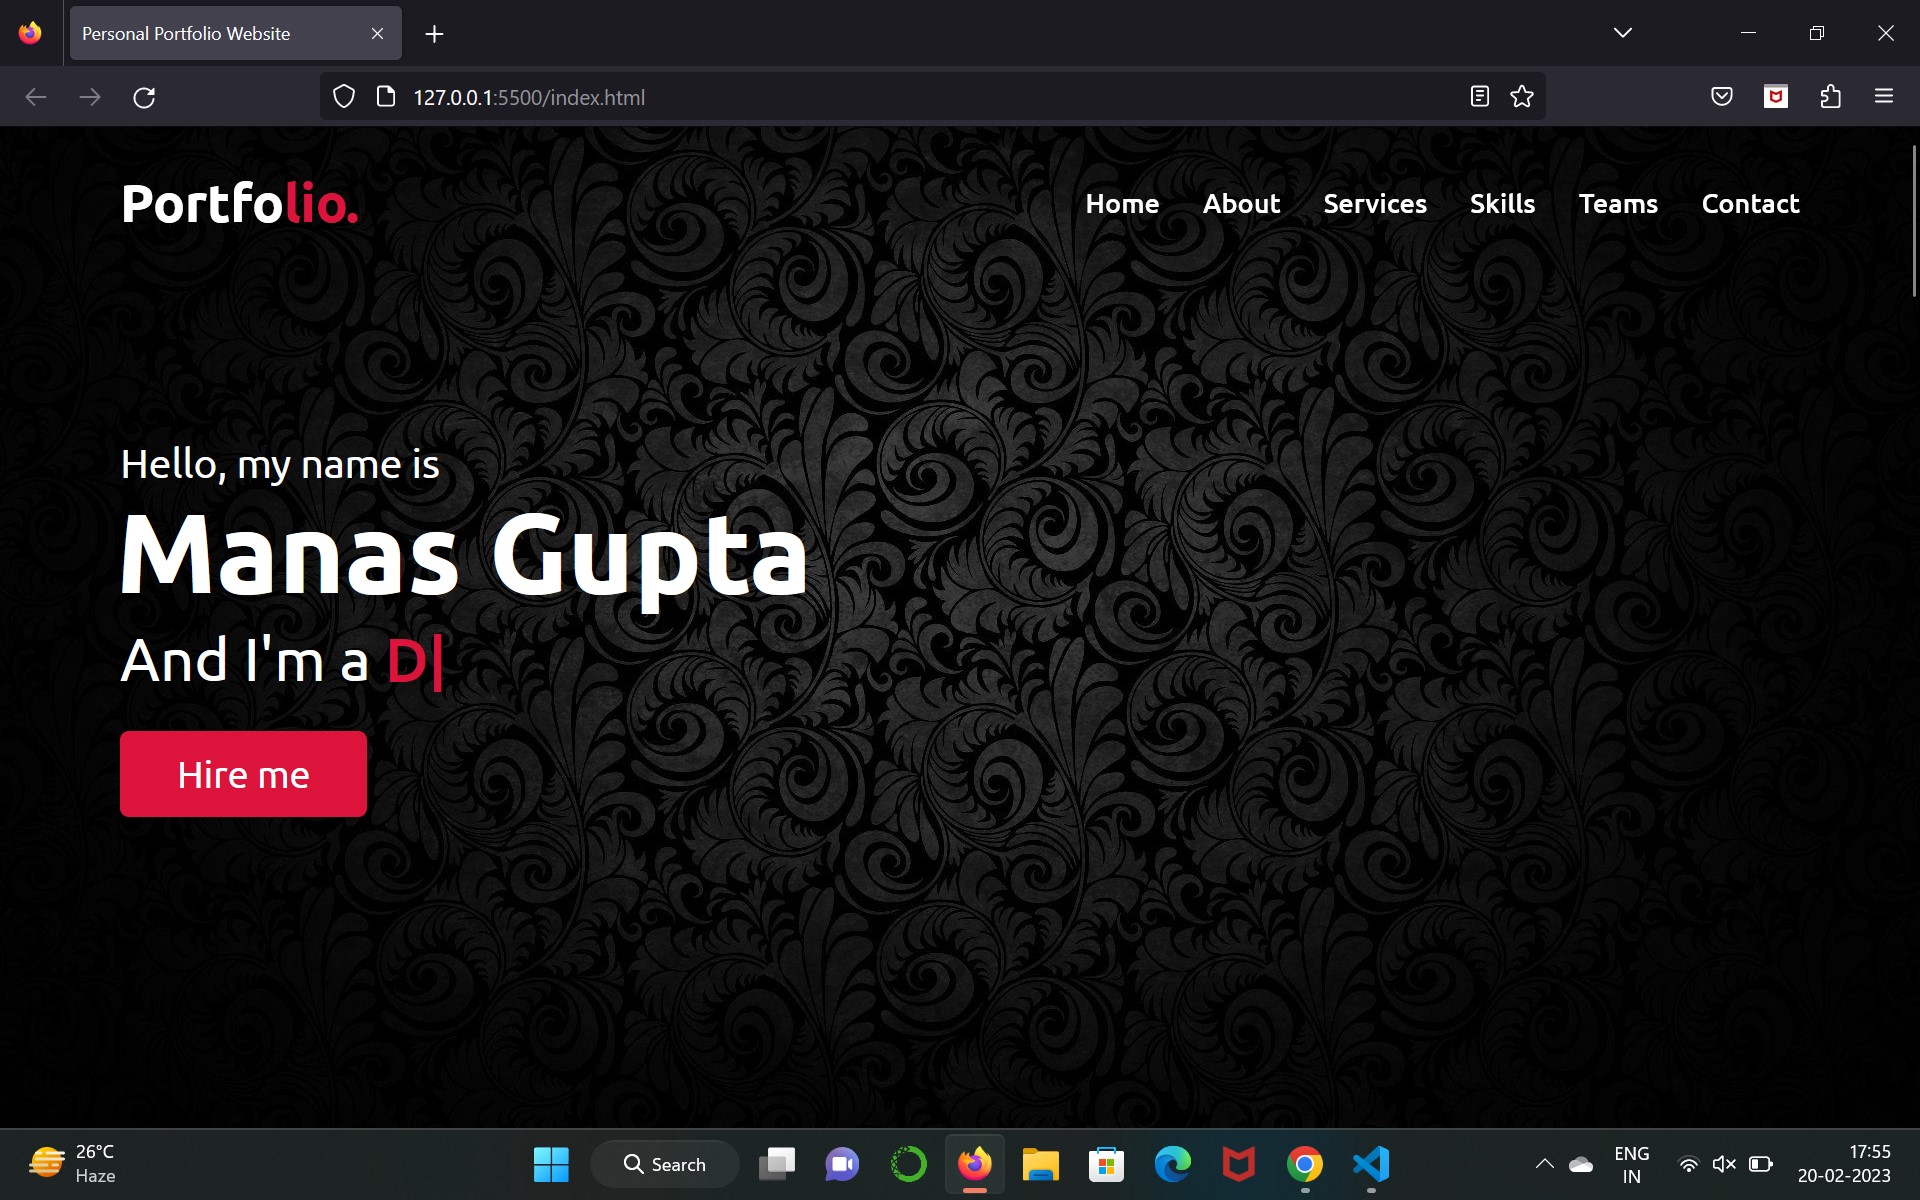 Personal Portfolio Website
127.0.0.1:5500/index.html
Portfolio.
Home About Services Skills Teams Contact
Hello, my name is
Manas Gupta
And I'm a D|
Hire me
26°C
Haze
Search
ENG
IN
17:55
20-02-2023